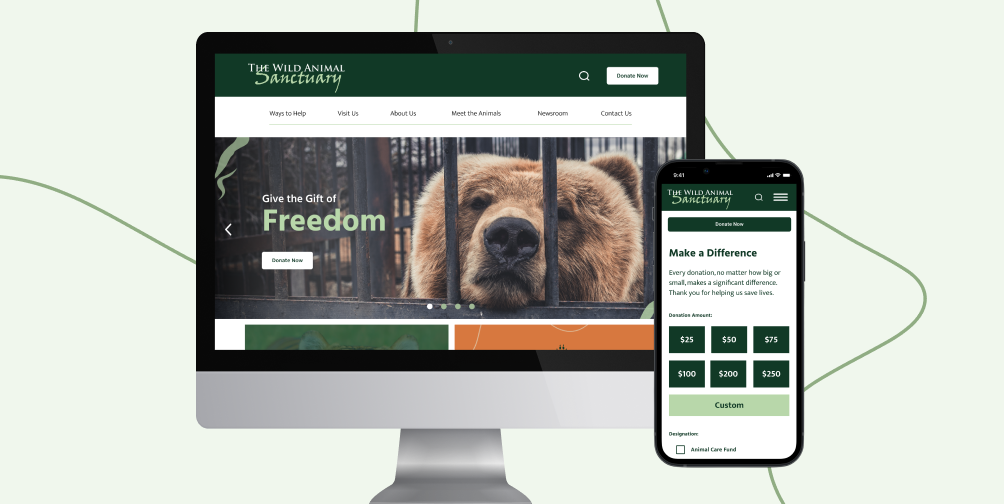 The Wild Animal
Sanctuary
Donate Now
Ways to Help
Visit Us
About Us
Meet the Animals
Newsroom
Contact Us
Give the Gift of
Freedom
Donate Now
9:41
The Wild Animal
Sanctuary
Donate Now
Make a Difference
Every donation, no matter how big or
small, makes a significant difference.
Thank you for helping us save lives.
Donation Amount:
$25
$50
$75
$100
$200
$250
Custom
Designation:
Animal Care Fund